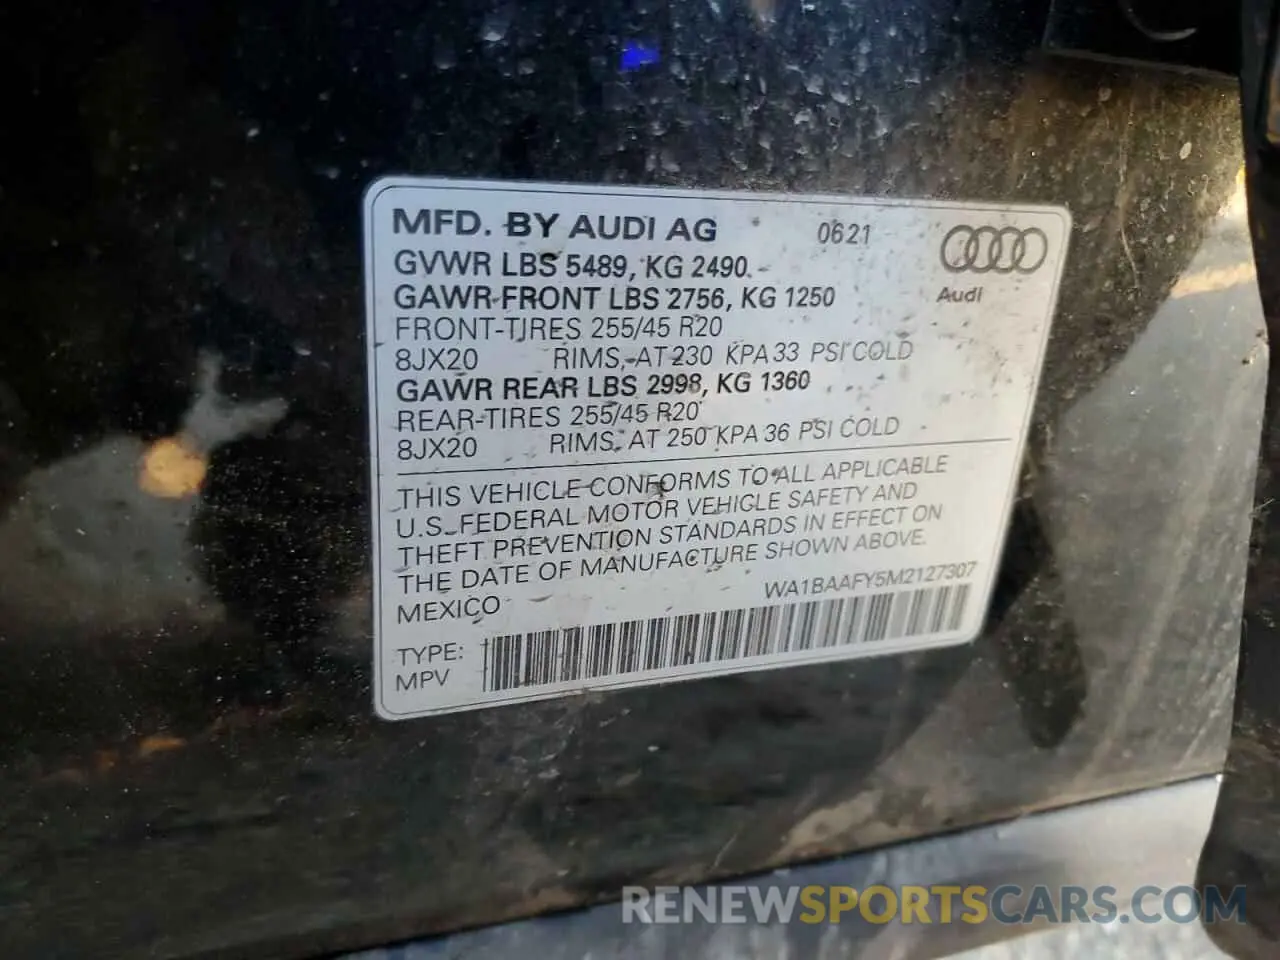 MFD. BY AUDI AG 0621
Audi
GVWR LBS 5489, KG 2490
GAWR-FRONT LBS 2756, KG 1250
FRONT-TIRES 255/45 R20
8JX20 RIMS, AT 230 KPA 33 PSI COLD
GAWR REAR LBS 2998, KG 1360
REAR-TIRES 255/45 R20
8JX20 RIMS, AT 250 KPA 36 PSI COLD
THIS VEHICLE CONFORMS TO ALL APPLICABLE
U.S. FEDERAL MOTOR VEHICLE SAFETY AND
THEFT PREVENTION STANDARDS IN EFFECT ON
THE DATE OF MANUFACTURE SHOWN ABOVE.
MEXICO WA1BAAFY5M2127307
TYPE:
MPV
RENEWSPORTSCARS.COM